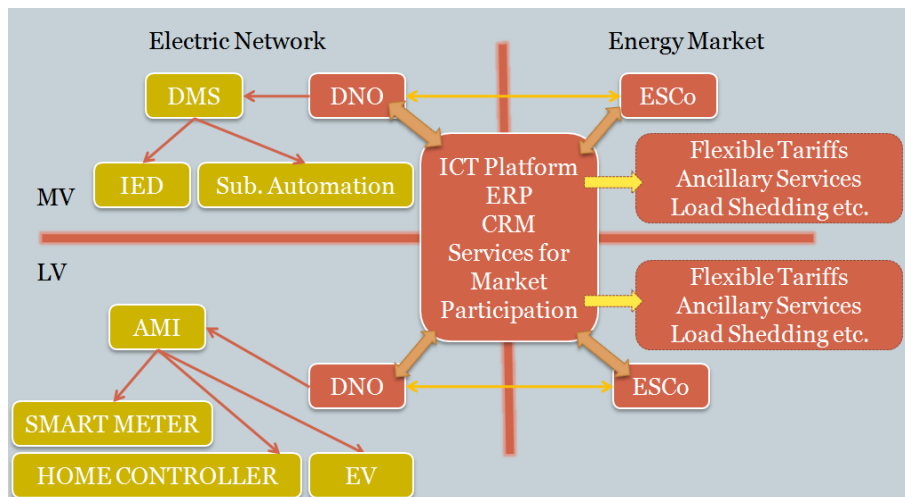 Electric Network
Energy Market
DMS
DNO
ESCo
IED
Sub. Automation
MV
ICT Platform
ERP
CRM
Services for
Market
Participation
Flexible Tariffs
Ancillary Services
Load Shedding etc.
LV
Flexible Tariffs
Ancillary Services
Load Shedding etc.
AMI
DNO
ESCo
SMART METER
HOME CONTROLLER
EV